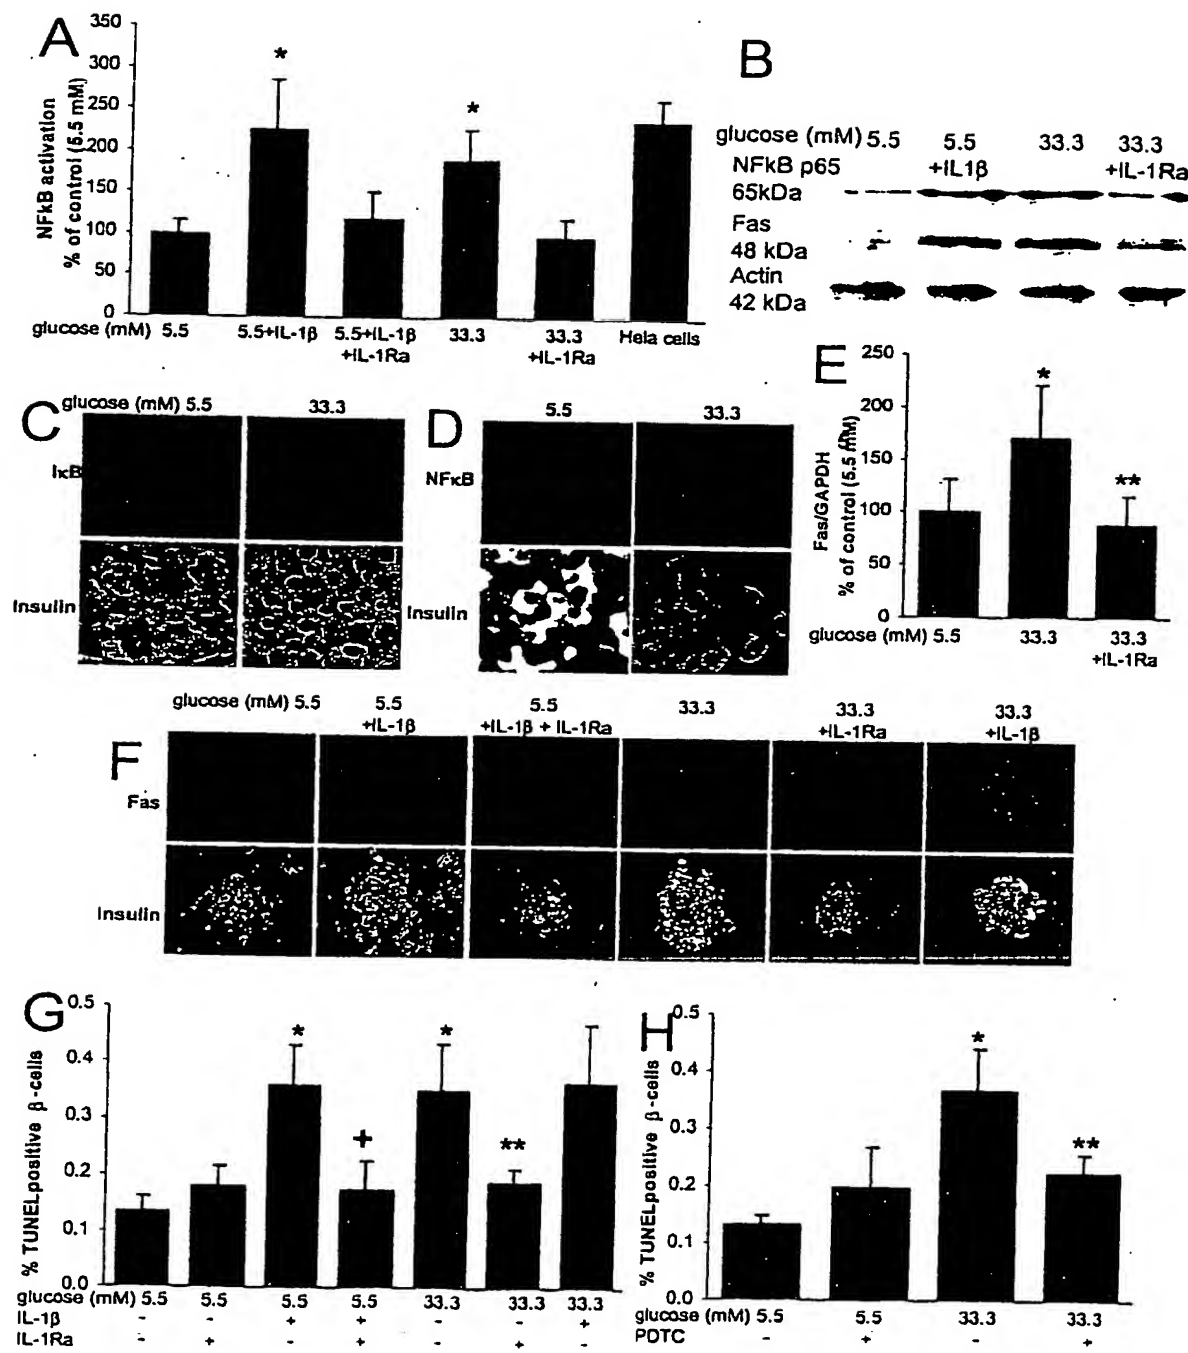 A
350
300
250
200
150
100
50
0
NFkB activation
% of control (5.5 mM)
*
*
glucose (mM) 5.5 5.5+IL-1β 5.5+IL-1β 33.3 33.3 Hela cells
+IL-1Ra +IL-1Ra
B
glucose (mM) 5.5 5.5 33.3 33.3
+IL1β +IL-1Ra
NFkB p65
65kDa
Fas
48 kDa
Actin
42 kDa
C
glucose (mM) 5.5 33.3
IκB
Insulin
D
5.5 33.3
NFκB
Insulin
E
250
200
150
100
50
0
Fas/GAPDH
% of control (5.5 mM)
*
**
glucose (mM) 5.5 33.3 33.3
+IL-1Ra
F
glucose (mM) 5.5 5.5 5.5 33.3 33.3 33.3
+IL-1β +IL-1β + IL-1Ra +IL-1Ra +IL-1β
Fas
Insulin
G
0.5
0.4
0.3
0.2
0.1
0.0
% TUNELpositive β-cells
* + * **
glucose (mM) 5.5 5.5 5.5 5.5 33.3 33.3 33.3
IL-1β - - + + - - +
IL-1Ra - + - + - + -
H
0.5
0.4
0.3
0.2
0.1
0.0
% TUNELpositive β-cells
* **
glucose (mM) 5.5 5.5 33.3 33.3
PDTC - + - +